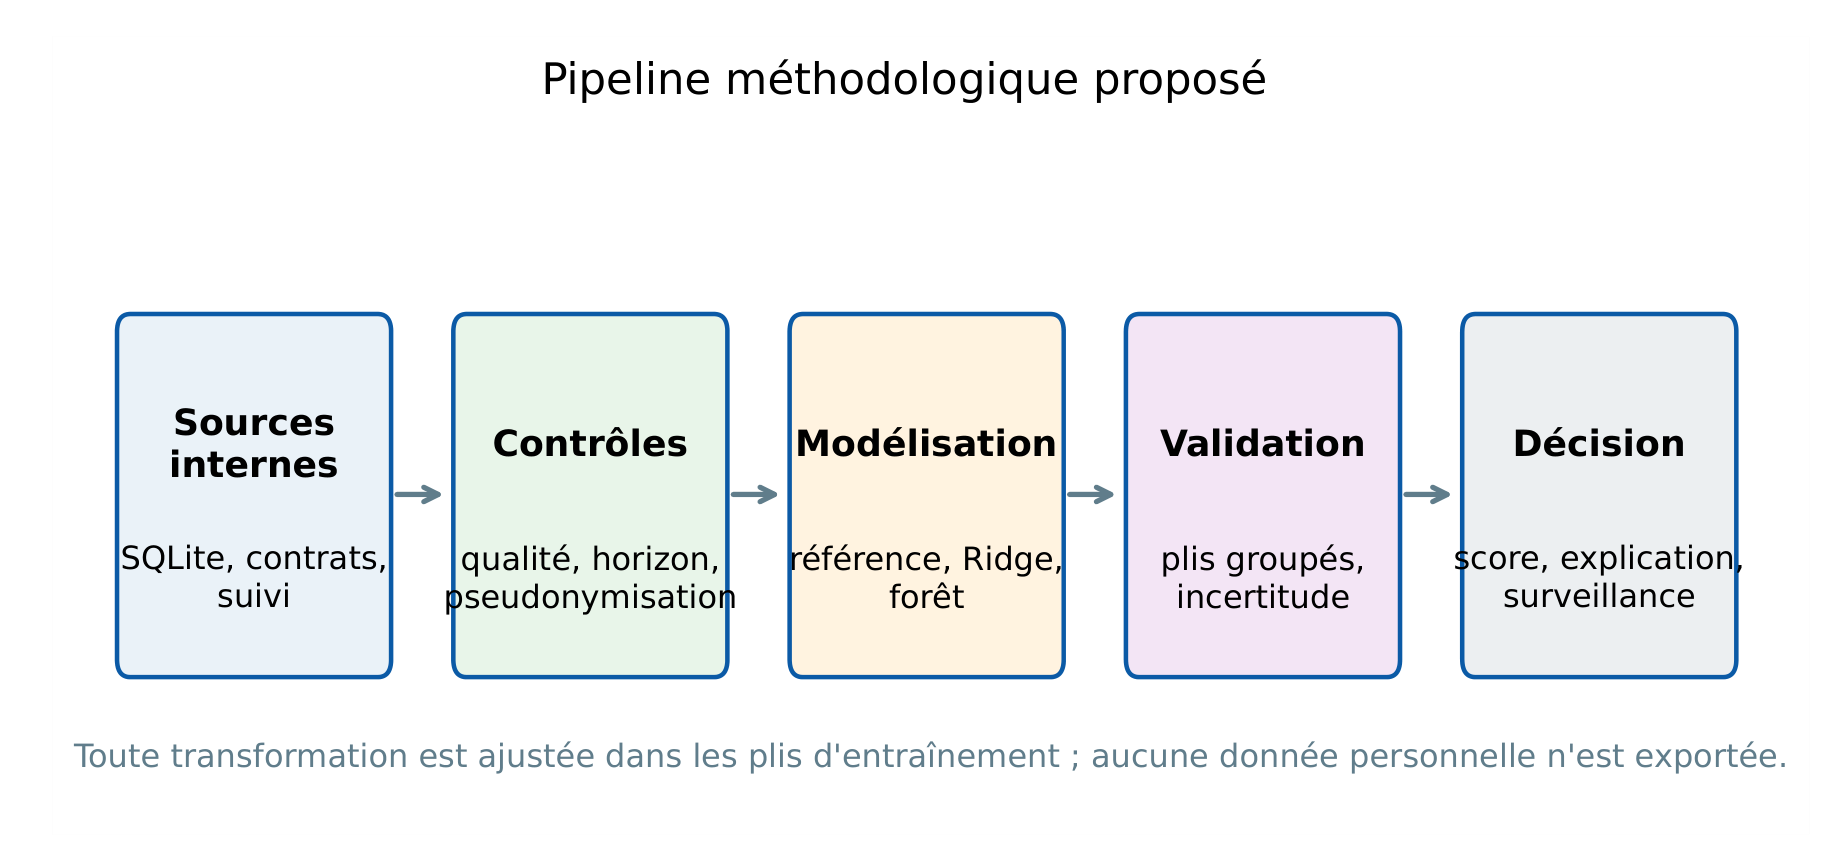 Pipeline méthodologique proposé
Sources
internes
SQLite, contrats,
suivi
Contrôles
qualité, horizon,
pseudonymisation
Modélisation
référence, Ridge,
forêt
Validation
plis groupés,
incertitude
Décision
score, explication,
surveillance
Toute transformation est ajustée dans les plis d'entraînement ; aucune donnée personnelle n'est exportée.